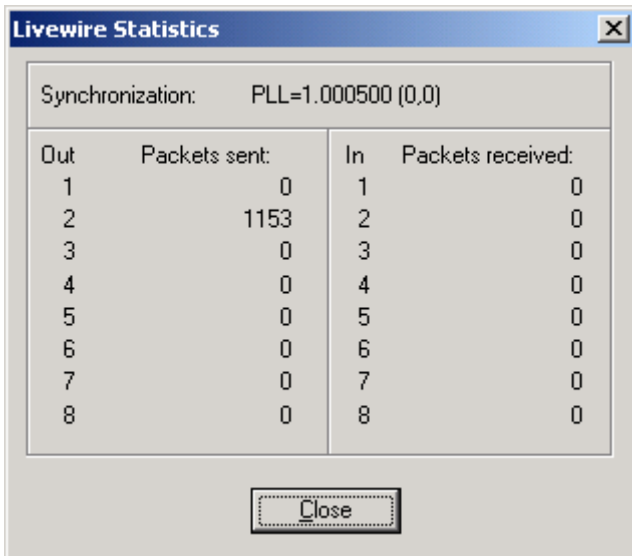 Livewire Statistics
Synchronization: PLL=1.000500 (0,0)
Out Packets sent: In Packets received:
1 0 1 0
2 1153 2 0
3 0 3 0
4 0 4 0
5 0 5 0
6 0 6 0
7 0 7 0
8 0 8 0
Close